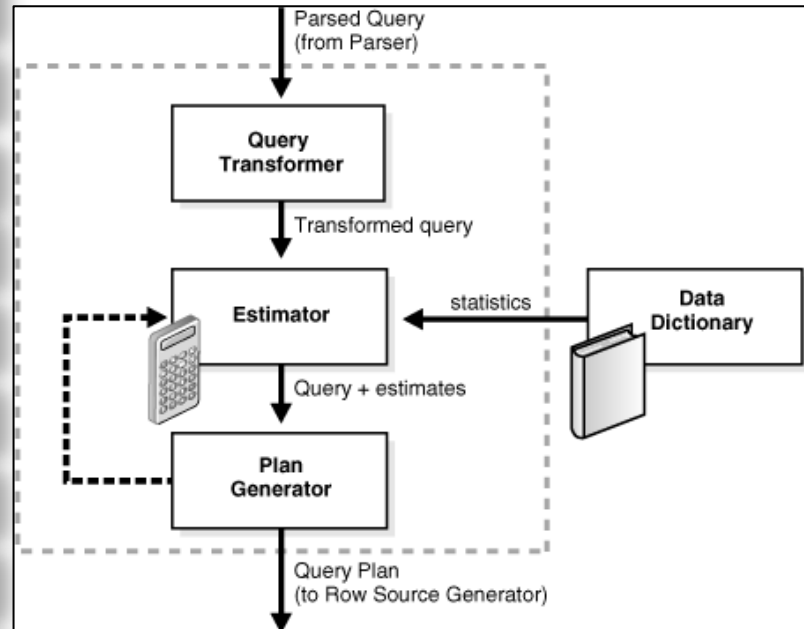 Parsed Query
(from Parser)
Query
Transformer
Transformed query
Estimator
statistics
Data
Dictionary
Query + estimates
Plan
Generator
Query Plan
(to Row Source Generator)